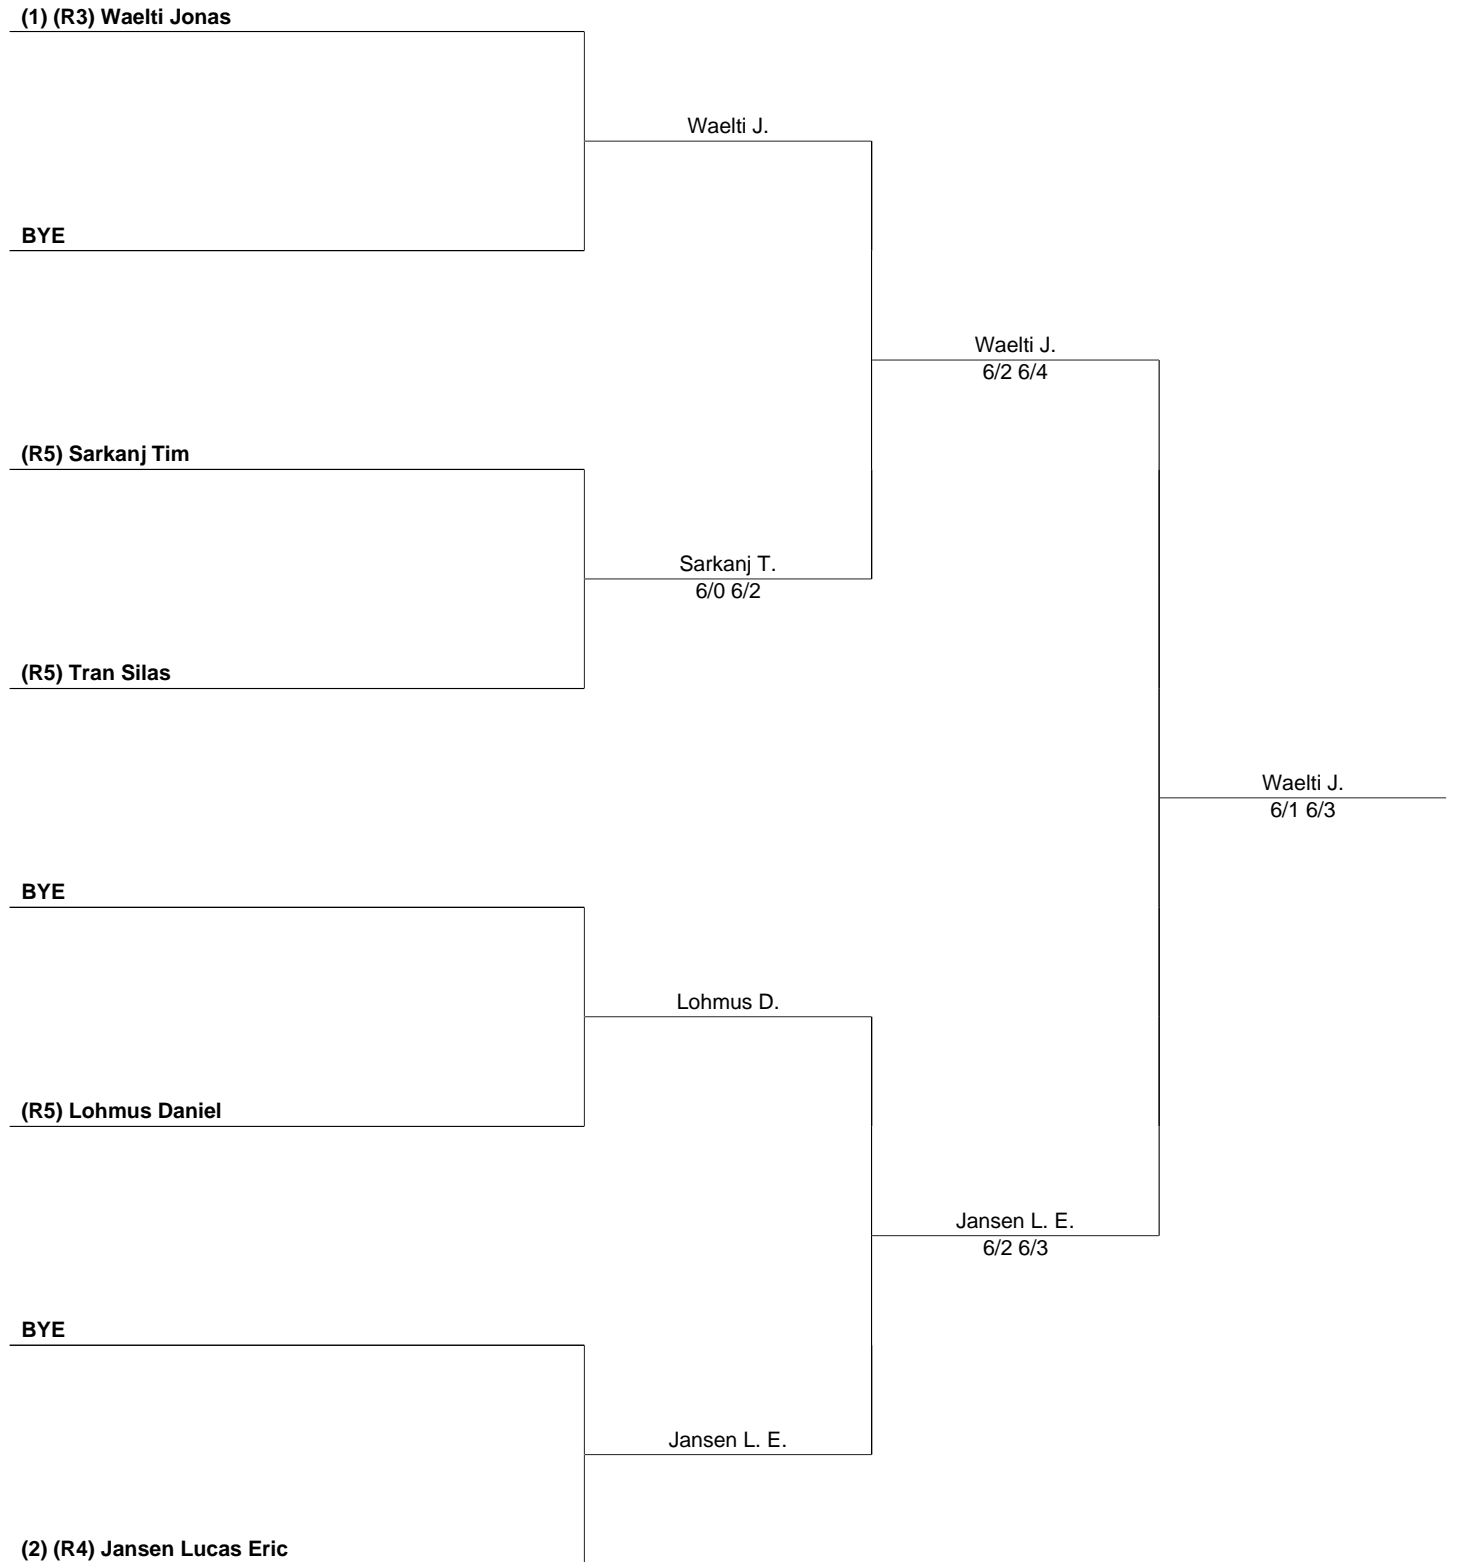 (1) (R3) Waelti Jonas
Waelti J.
BYE
Waelti J.
6/2 6/4
(R5) Sarkanj Tim
Sarkanj T.
6/0 6/2
(R5) Tran Silas
Waelti J.
6/1 6/3
BYE
Lohmus D.
(R5) Lohmus Daniel
Jansen L. E.
6/2 6/3
BYE
Jansen L. E.
(2) (R4) Jansen Lucas Eric